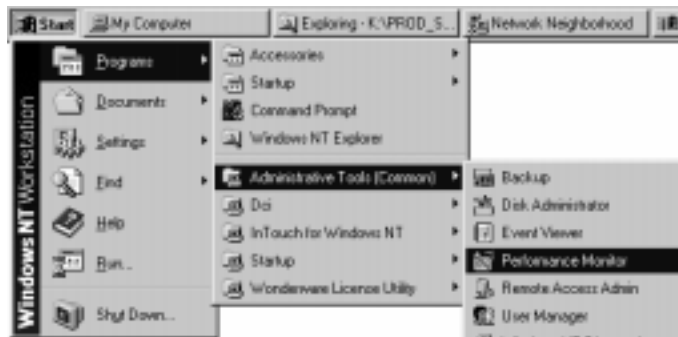 Start
My Computer
Exploring - K:\PROD_S...
Network Neighborhood
Windows NT Workstation
Programs
Documents
Settings
Find
Help
Run...
Shut Down...
Accessories
Startup
Command Prompt
Windows NT Explorer
Administrative Tools (Common)
Dci
InTouch for Windows NT
Startup
Wonderware License Utility
Backup
Disk Administrator
Event Viewer
Performance Monitor
Remote Access Admin
User Manager